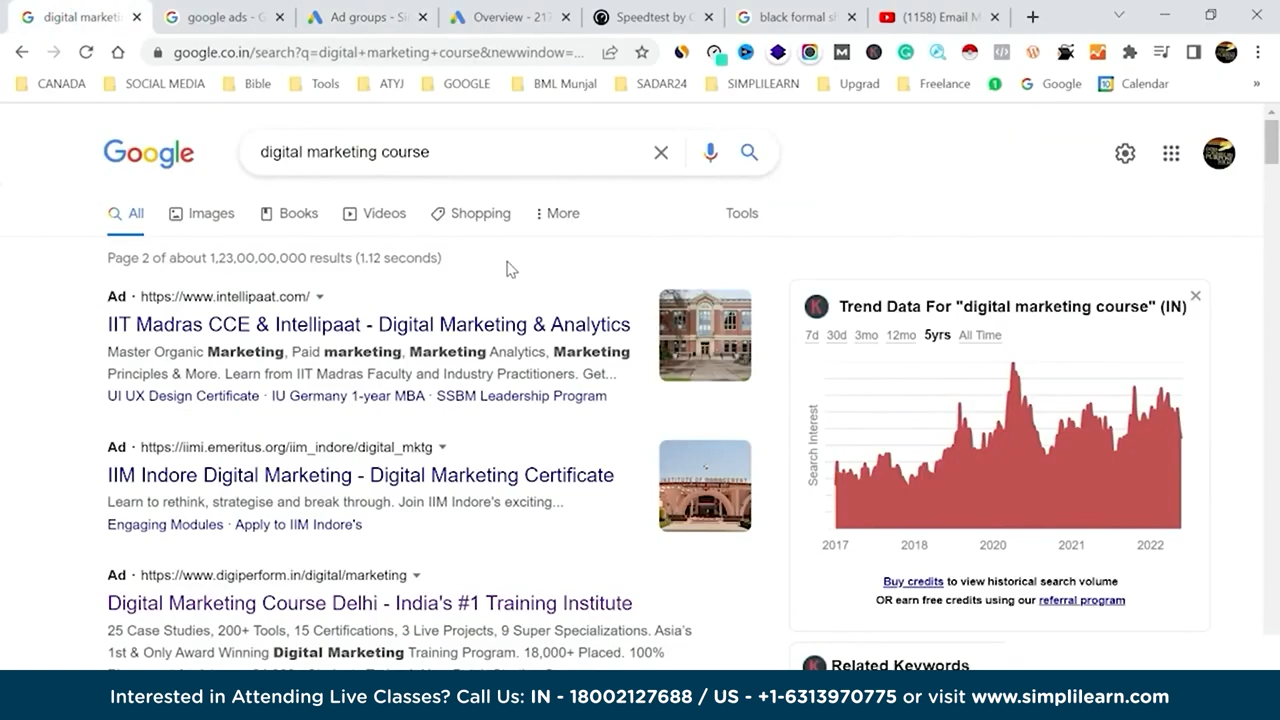 digital marketi
google ads - G
Ad groups - Si
Overview - 217
Speedtest by C
black formal sh
(1158) Email M
google.co.in/search?q=digital+marketing+course&newwindow=...
CANADA
SOCIAL MEDIA
Bible
Tools
ATYJ
GOOGLE
BML Munjal
SADAR24
SIMPLILEARN
Upgrad
Freelance
Google
Calendar
»
Google
digital marketing course
All
Images
Books
Videos
Shopping
More
Tools
Page 2 of about 1,23,00,00,000 results (1.12 seconds)
Ad · https://www.intellipaat.com/
IIT Madras CCE & Intellipaat - Digital Marketing & Analytics
Master Organic Marketing, Paid marketing, Marketing Analytics, Marketing
Principles & More. Learn from IIT Madras Faculty and Industry Practitioners. Get...
UI UX Design Certificate · IU Germany 1-year MBA · SSBM Leadership Program
Ad · https://iimi.emeritus.org/iim_indore/digital_mktg
IIM Indore Digital Marketing - Digital Marketing Certificate
Learn to rethink, strategise and break through. Join IIM Indore's exciting...
Engaging Modules · Apply to IIM Indore's
Ad · https://www.digiperform.in/digital/marketing
Digital Marketing Course Delhi - India's #1 Training Institute
25 Case Studies, 200+ Tools, 15 Certifications, 3 Live Projects, 9 Super Specializations. Asia's
1st & Only Award Winning Digital Marketing Training Program. 18,000+ Placed. 100%
Trend Data For "digital marketing course" (IN)
7d 30d 3mo 12mo 5yrs All Time
Search Interest
2017 2018 2020 2021 2022
Buy credits to view historical search volume
OR earn free credits using our referral program
Related Keywords
Interested in Attending Live Classes? Call Us: IN - 18002127688 / US - +1-6313970775 or visit www.simplilearn.com